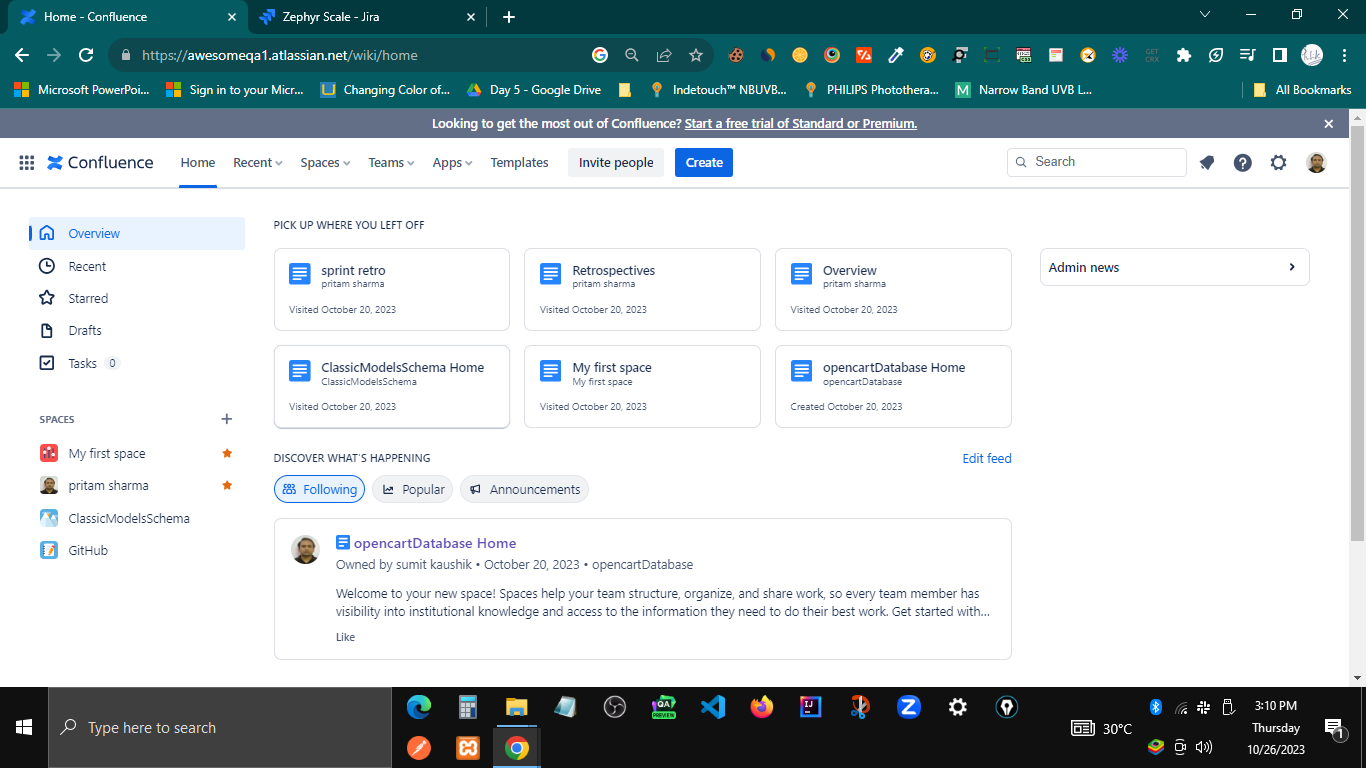 Home - Confluence
Zephyr Scale - Jira
https://awesomeqa1.atlassian.net/wiki/home
Microsoft PowerPoi...
Sign in to your Micr...
Changing Color of...
Day 5 - Google Drive
Indetouch™ NBUVB...
PHILIPS Photothera...
Narrow Band UVB L...
All Bookmarks
Looking to get the most out of Confluence? Start a free trial of Standard or Premium.
Confluence
Home
Recent
Spaces
Teams
Apps
Templates
Invite people
Create
Search
Overview
Recent
Starred
Drafts
Tasks 0
SPACES
My first space
pritam sharma
ClassicModelsSchema
GitHub
PICK UP WHERE YOU LEFT OFF
sprint retro
pritam sharma
Visited October 20, 2023
Retrospectives
pritam sharma
Visited October 20, 2023
Overview
pritam sharma
Visited October 20, 2023
ClassicModelsSchema Home
ClassicModelsSchema
Visited October 20, 2023
My first space
My first space
Visited October 20, 2023
opencartDatabase Home
opencartDatabase
Created October 20, 2023
Admin news
DISCOVER WHAT'S HAPPENING
Edit feed
Following
Popular
Announcements
opencartDatabase Home
Owned by sumit kaushik • October 20, 2023 • opencartDatabase
Welcome to your new space! Spaces help your team structure, organize, and share work, so every team member has
visibility into institutional knowledge and access to the information they need to do their best work. Get started with...
Like
Type here to search
30°C
3:10 PM
Thursday
10/26/2023
1